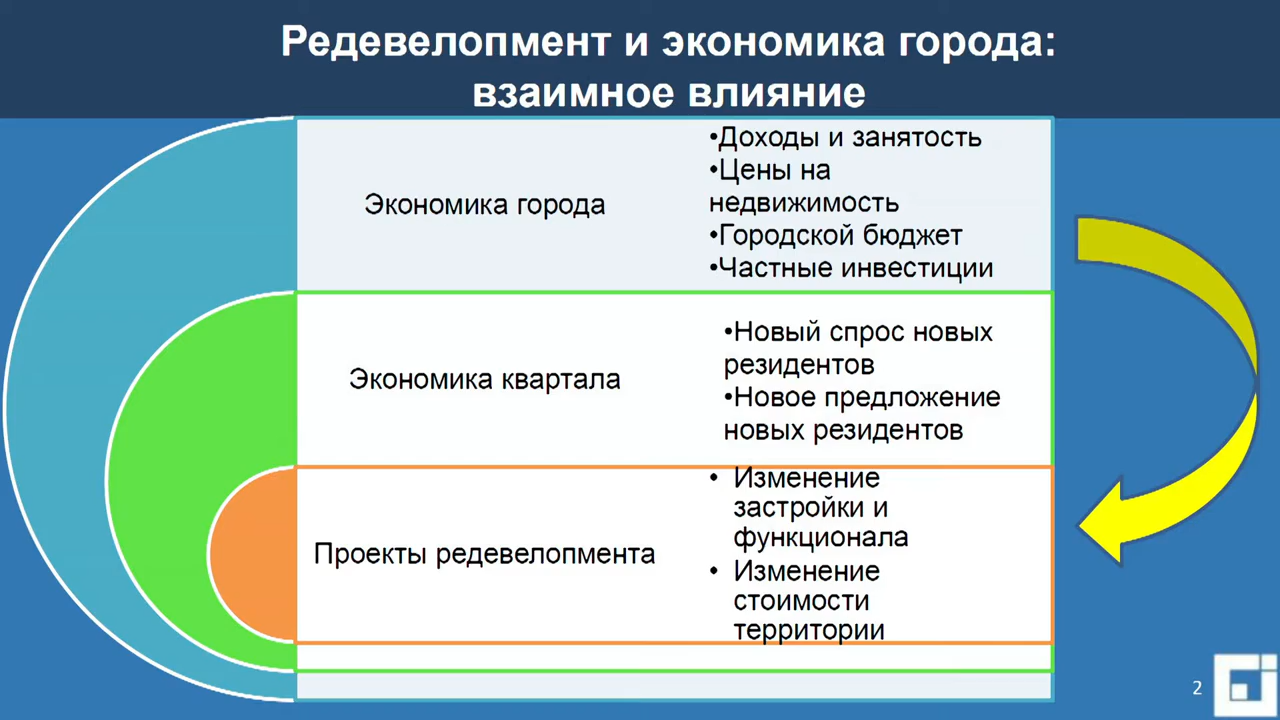 Редевелопмент и экономика города:
взаимное влияние
Экономика города
•Доходы и занятость
•Цены на
недвижимость
•Городской бюджет
•Частные инвестиции
Экономика квартала
•Новый спрос новых
резидентов
•Новое предложение
новых резидентов
Проекты редевелопмента
• Изменение
застройки и
функционала
• Изменение
стоимости
территории
2